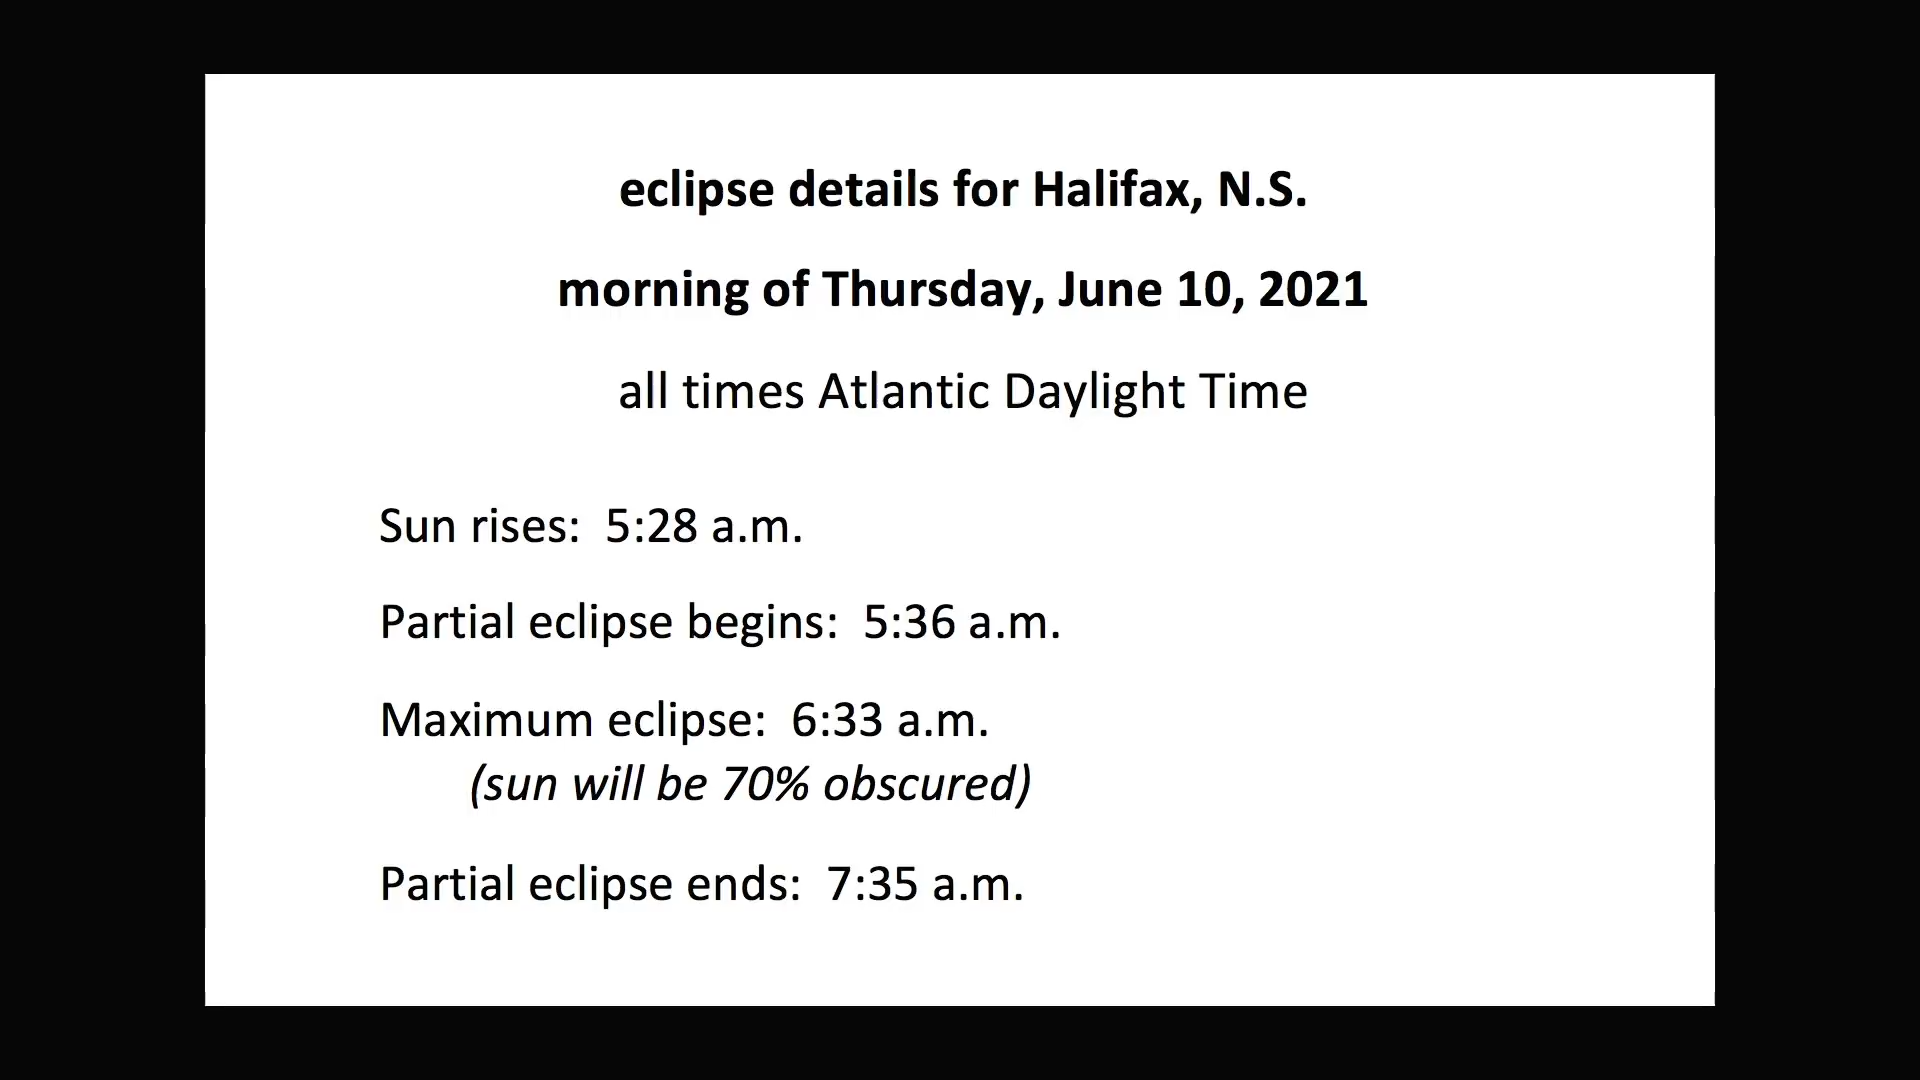 eclipse details for Halifax, N.S.
morning of Thursday, June 10, 2021
all times Atlantic Daylight Time
Sun rises:  5:28 a.m.
Partial eclipse begins:  5:36 a.m.
Maximum eclipse:  6:33 a.m.
(sun will be 70% obscured)
Partial eclipse ends:  7:35 a.m.